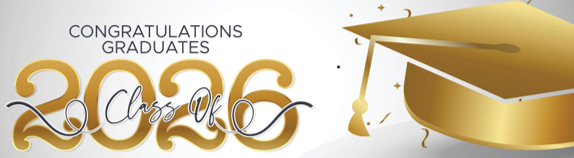 CONGRATULATIONS
GRADUATES
Class Of
2026